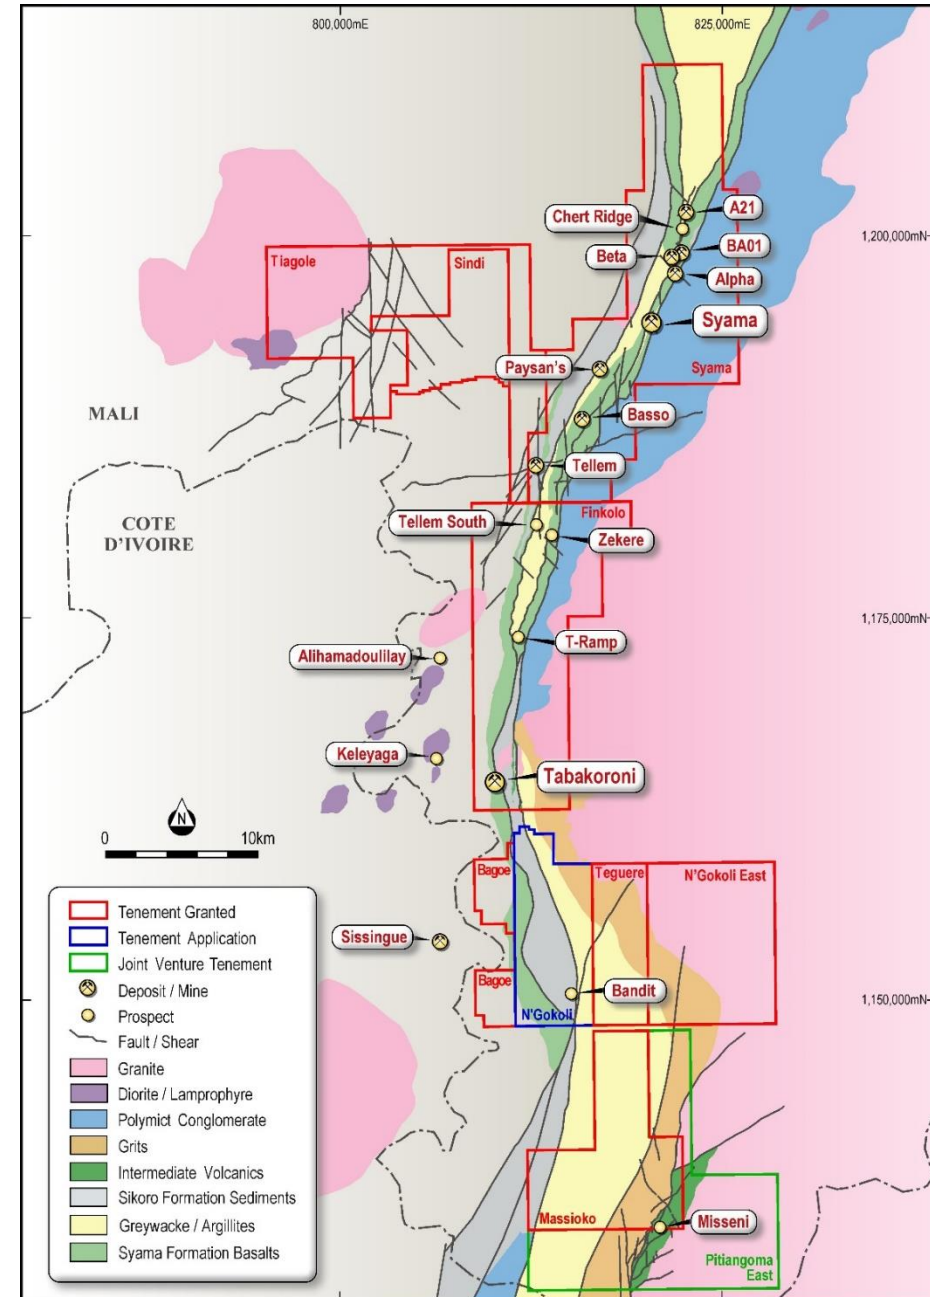 800,000mE
825,000mE
Chert Ridge
A21
1,200,000mN
BA01
Beta
Alpha
Tiagole
Sindi
Syama
Paysan's
Syama
MALI
Basso
Tellem
COTE
D'IVOIRE
Finkolo
Tellem South
Zekere
1,175,000mN
T-Ramp
Alihamadoulilay
Keleyaga
Tabakoroni
N
0
10km
Bagoe
Teguere
N'Gokoli East
Sissingue
Bagoe
Bandit
1,150,000mN
N'Gokoli
Massioko
Misseni
Pitiangoma
East
Tenement Granted
Tenement Application
Joint Venture Tenement
Deposit / Mine
Prospect
Fault / Shear
Granite
Diorite / Lamprophyre
Polymict Conglomerate
Grits
Intermediate Volcanics
Sikoro Formation Sediments
Greywacke / Argillites
Syama Formation Basalts